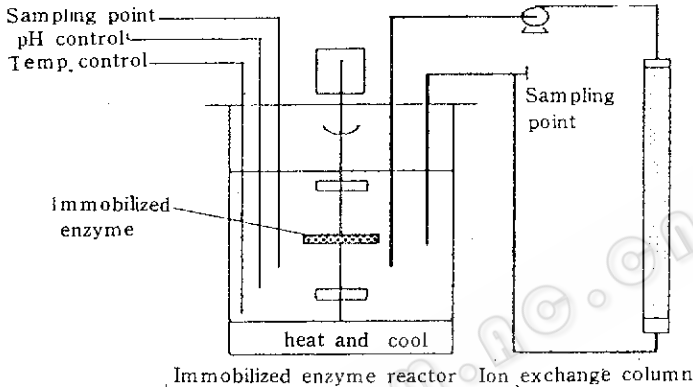 Sampling point
pH control
Temp. control
Sampling
point
Immobilized
enzyme
heat and cool
Immobilized enzyme reactor
Ion exchange column